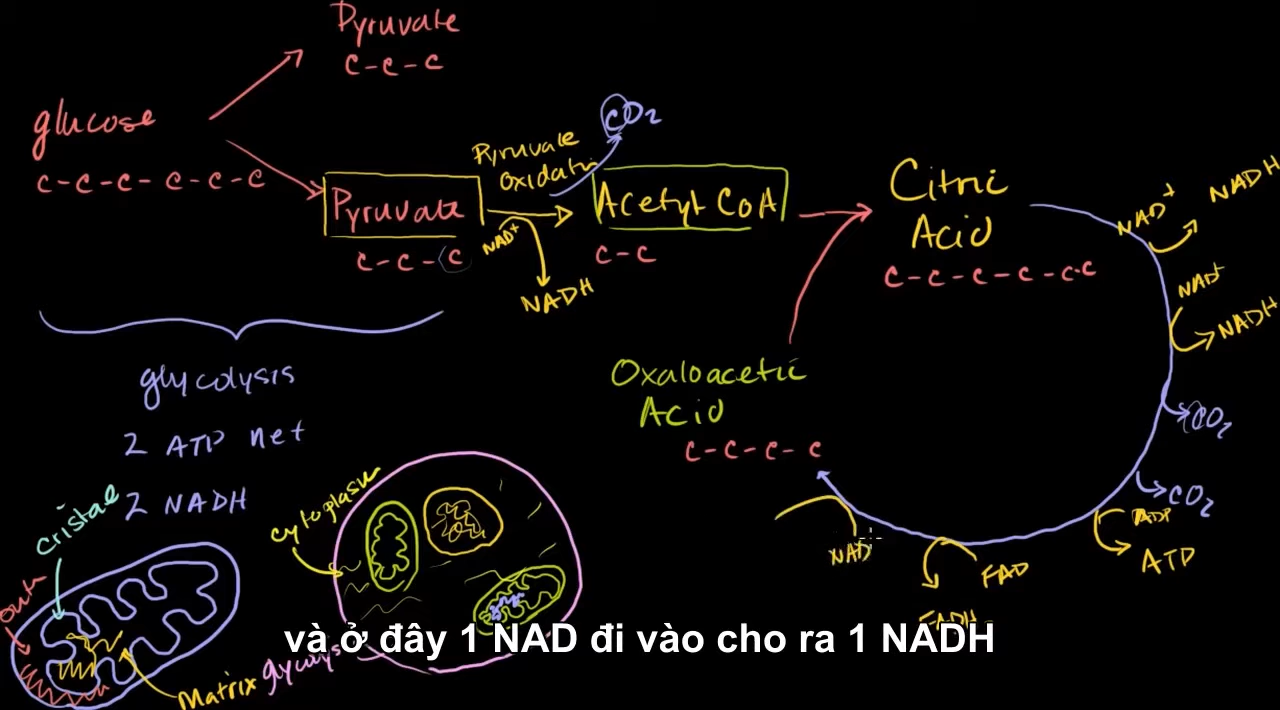 Pyruvate
C-C-C
glucose
C-C-C-C-C-C
Pyruvate
C-C-C
Pyruvate
NAD+
NADH
CO2
Acetyl CoA
C-C
Citric
Acid
C-C-C-C-C-C
NAD+
NADH
NAD+
NADH
CO2
CO2
ADP
ATP
FAD
NAD
Oxaloacetic
Acid
C-C-C-C
glycolysis
2 ATP net
2 NADH
cristae
Matrix
và ở đây 1 NAD đi vào cho ra 1 NADH